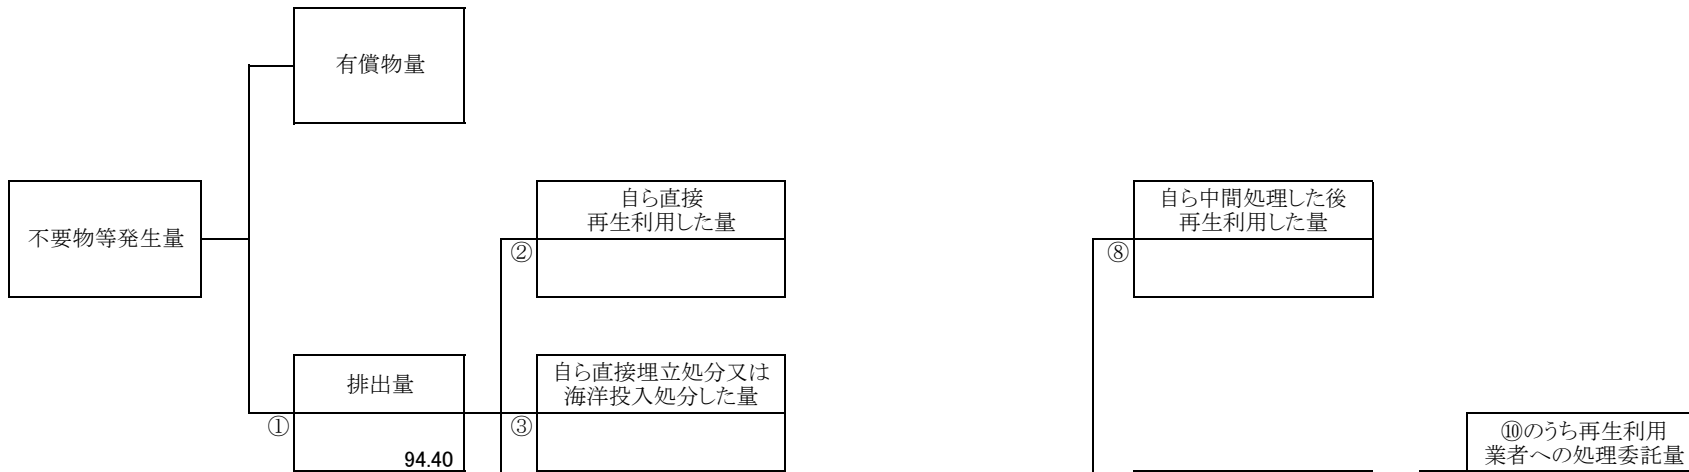 有償物量
自ら直接
再生利用した量
自ら中間処理した後
再生利用した量
不要物等発生量
②
⑧
排出量
自ら直接埋立処分又は
海洋投入処分した量
①
③
94.40
⑩のうち再生利用
業者への処理委託量